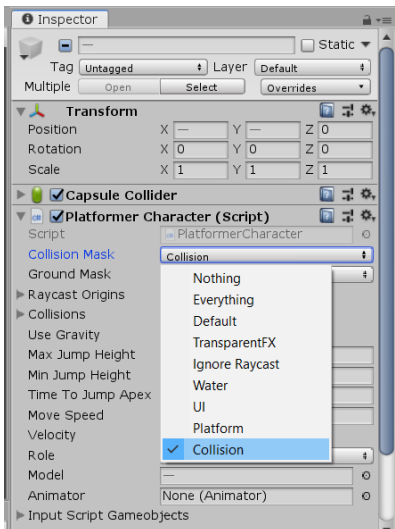 Inspector
—
Static
Tag Untagged Layer Default
Multiple Open Select Overrides
Transform
Position X — Y — Z 0
Rotation X 0 Y 0 Z 0
Scale X 1 Y 1 Z 1
Capsule Collider
Platformer Character (Script)
Script PlatformerCharacter
Collision Mask Collision
Ground Mask
Nothing
Raycast Origins
Everything
Collisions
Default
Use Gravity
TransparentFX
Max Jump Height
Ignore Raycast
Min Jump Height
Water
Time To Jump Apex
UI
Move Speed
Platform
Velocity
Collision
Role
Model —
Animator None (Animator)
Input Script Gameobjects